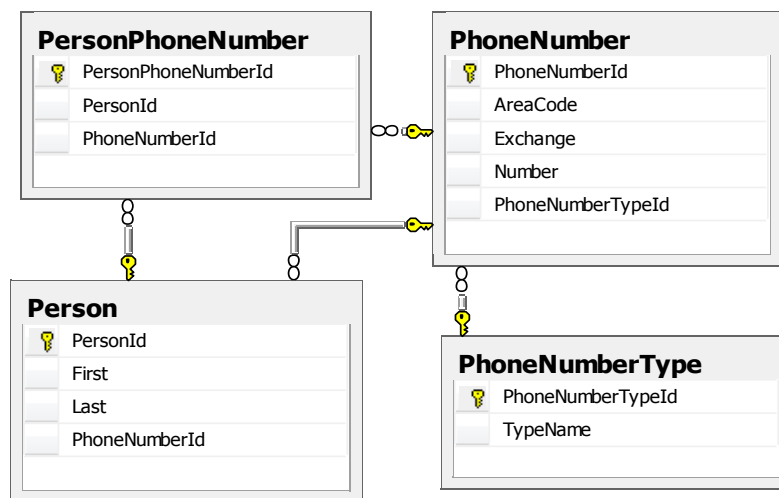 PersonPhoneNumber
PersonPhoneNumberId
PersonId
PhoneNumberId
PhoneNumber
PhoneNumberId
AreaCode
Exchange
Number
PhoneNumberTypeId
Person
PersonId
First
Last
PhoneNumberId
PhoneNumberType
PhoneNumberTypeId
TypeName